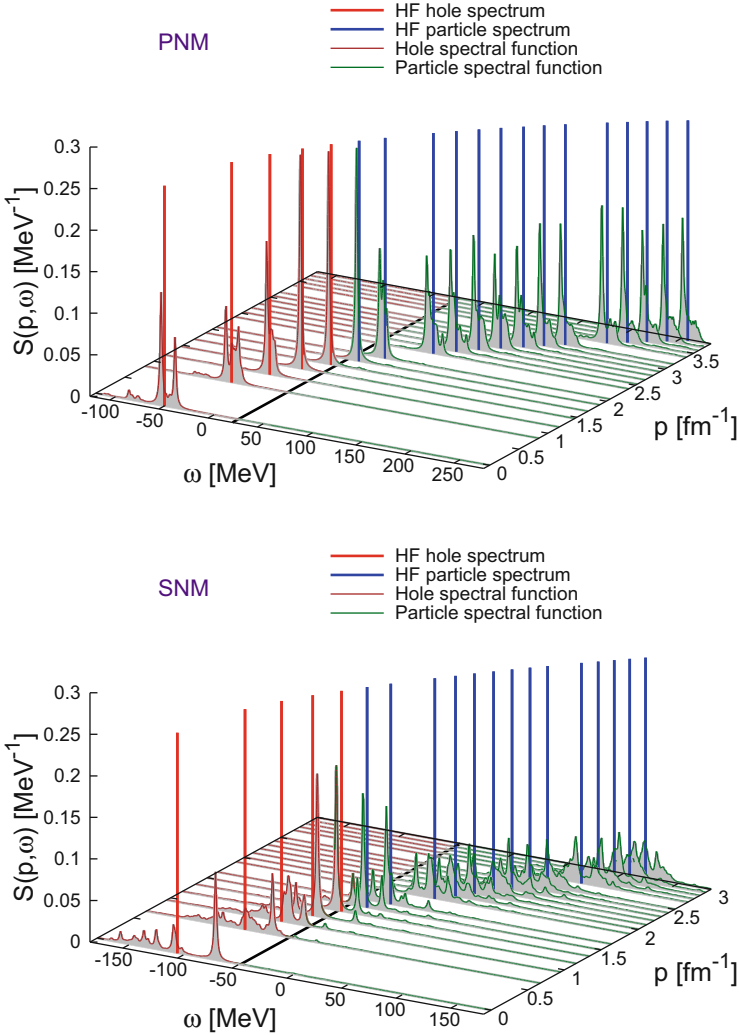 PNM
HF hole spectrum
HF particle spectrum
Hole spectral function
Particle spectral function
S(p,ω) [MeV⁻¹]
0.3
0.25
0.2
0.15
0.1
0.05
0
-100
-50
0
50
100
150
200
250
ω [MeV]
0
0.5
1
1.5
2
2.5
3
3.5
p [fm⁻¹]
SNM
HF hole spectrum
HF particle spectrum
Hole spectral function
Particle spectral function
S(p,ω) [MeV⁻¹]
0.3
0.25
0.2
0.15
0.1
0.05
0
-150
-100
-50
0
50
100
150
ω [MeV]
0
0.5
1
1.5
2
2.5
3
p [fm⁻¹]